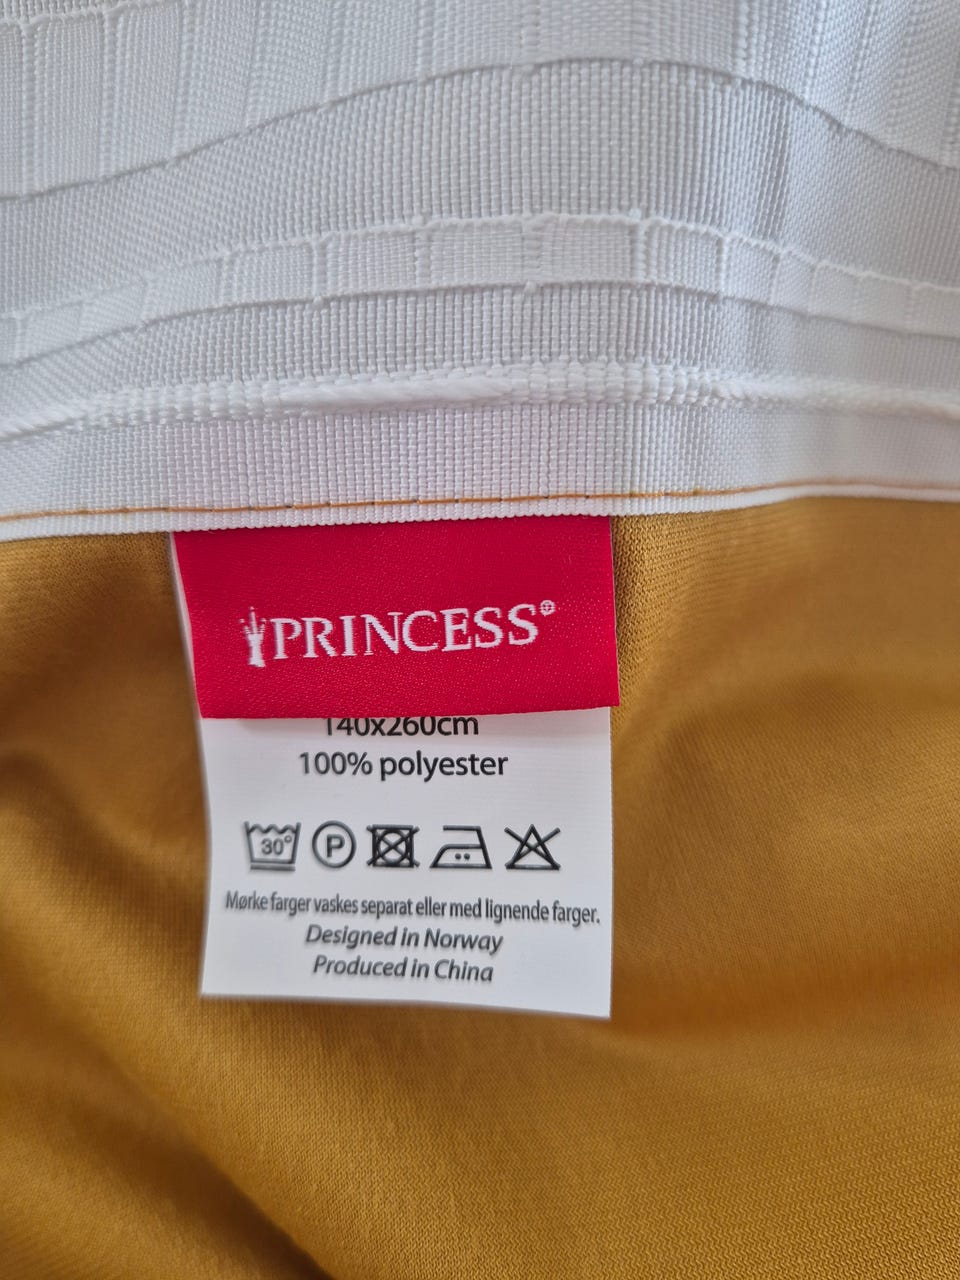 PRINCESS®
140x260cm
100% polyester
30° P
Mørke farger vaskes separat eller med lignende farger.
Designed in Norway
Produced in China